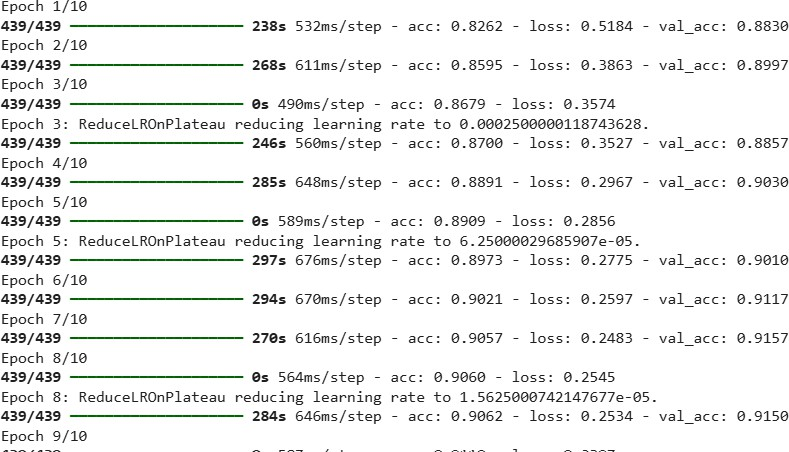 Epoch 1/10
439/439 ━━━━━━━━━━━━━━━━━━━━ 238s 532ms/step - acc: 0.8262 - loss: 0.5184 - val_acc: 0.8830
Epoch 2/10
439/439 ━━━━━━━━━━━━━━━━━━━━ 268s 611ms/step - acc: 0.8595 - loss: 0.3863 - val_acc: 0.8997
Epoch 3/10
439/439 ━━━━━━━━━━━━━━━━━━━━ 0s 490ms/step - acc: 0.8679 - loss: 0.3574
Epoch 3: ReduceLROnPlateau reducing learning rate to 0.0002500000118743628.
439/439 ━━━━━━━━━━━━━━━━━━━━ 246s 560ms/step - acc: 0.8700 - loss: 0.3527 - val_acc: 0.8857
Epoch 4/10
439/439 ━━━━━━━━━━━━━━━━━━━━ 285s 648ms/step - acc: 0.8891 - loss: 0.2967 - val_acc: 0.9030
Epoch 5/10
439/439 ━━━━━━━━━━━━━━━━━━━━ 0s 589ms/step - acc: 0.8909 - loss: 0.2856
Epoch 5: ReduceLROnPlateau reducing learning rate to 6.25000029685907e-05.
439/439 ━━━━━━━━━━━━━━━━━━━━ 297s 676ms/step - acc: 0.8973 - loss: 0.2775 - val_acc: 0.9010
Epoch 6/10
439/439 ━━━━━━━━━━━━━━━━━━━━ 294s 670ms/step - acc: 0.9021 - loss: 0.2597 - val_acc: 0.9117
Epoch 7/10
439/439 ━━━━━━━━━━━━━━━━━━━━ 270s 616ms/step - acc: 0.9057 - loss: 0.2483 - val_acc: 0.9157
Epoch 8/10
439/439 ━━━━━━━━━━━━━━━━━━━━ 0s 564ms/step - acc: 0.9060 - loss: 0.2545
Epoch 8: ReduceLROnPlateau reducing learning rate to 1.5625000742147677e-05.
439/439 ━━━━━━━━━━━━━━━━━━━━ 284s 646ms/step - acc: 0.9062 - loss: 0.2534 - val_acc: 0.9150
Epoch 9/10